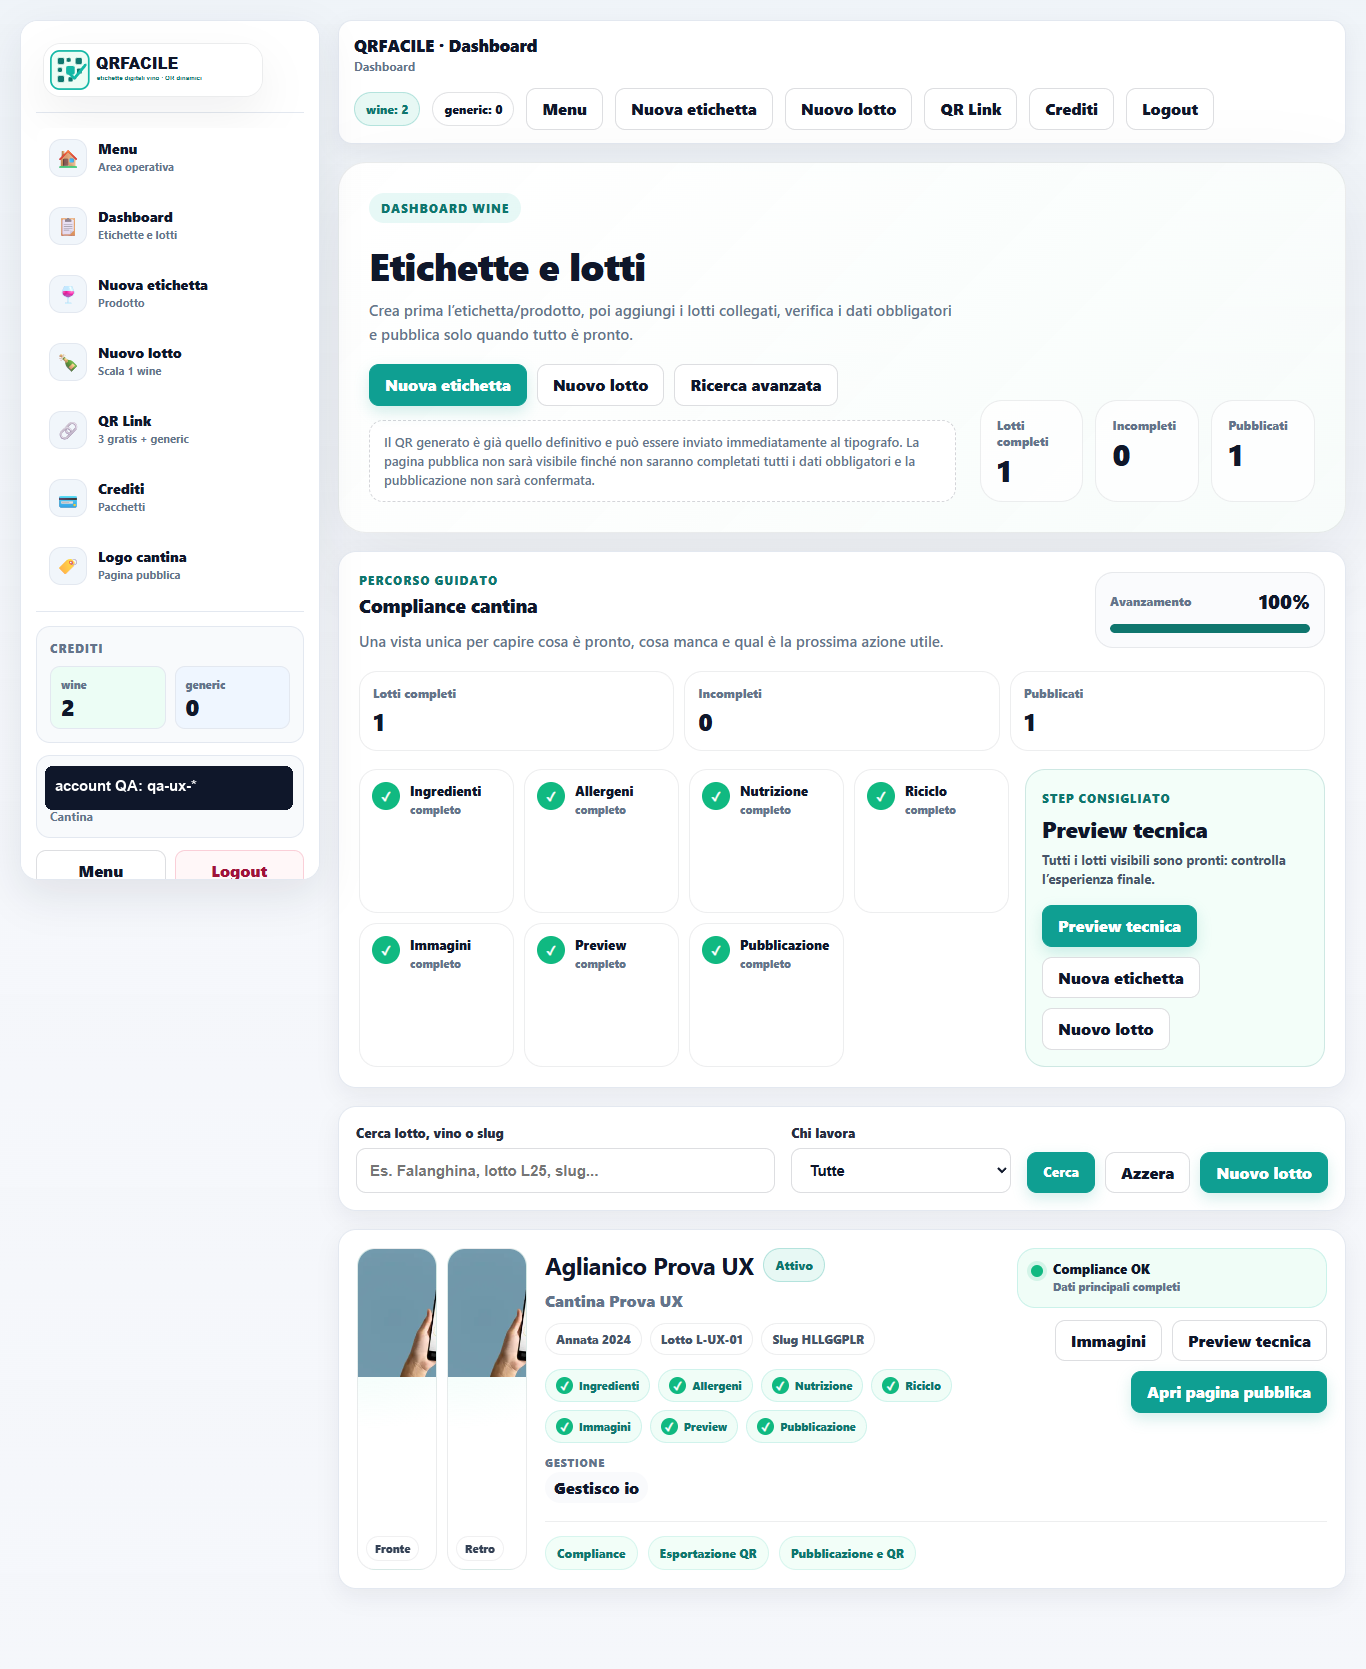 QRFACILE
etichette digitali vino · QR dinamici
Menu
Area operativa
Dashboard
Etichette e lotti
Nuova etichetta
Prodotto
Nuovo lotto
Scala 1 wine
QR Link
3 gratis + generic
Crediti
Pacchetti
Logo cantina
Pagina pubblica
CREDITI
wine
2
generic
0
account QA: qa-ux-*
Cantina
Menu
Logout
QRFACILE · Dashboard
Dashboard
wine: 2
generic: 0
Menu
Nuova etichetta
Nuovo lotto
QR Link
Crediti
Logout
DASHBOARD WINE
Etichette e lotti
Crea prima l’etichetta/prodotto, poi aggiungi i lotti collegati, verifica i dati obbligatori
e pubblica solo quando tutto è pronto.
Nuova etichetta
Nuovo lotto
Ricerca avanzata
Il QR generato è già quello definitivo e può essere inviato immediatamente al tipografo. La
pagina pubblica non sarà visibile finché non saranno completati tutti i dati obbligatori e la
pubblicazione non sarà confermata.
Lotti
completi
1
Incompleti
0
Pubblicati
1
PERCORSO GUIDATO
Compliance cantina
Una vista unica per capire cosa è pronto, cosa manca e qual è la prossima azione utile.
Avanzamento
100%
Lotti completi
1
Incompleti
0
Pubblicati
1
Ingredienti
completo
Allergeni
completo
Nutrizione
completo
Riciclo
completo
Immagini
completo
Preview
completo
Pubblicazione
completo
STEP CONSIGLIATO
Preview tecnica
Tutti i lotti visibili sono pronti: controlla
l’esperienza finale.
Preview tecnica
Nuova etichetta
Nuovo lotto
Cerca lotto, vino o slug
Es. Falanghina, lotto L25, slug...
Chi lavora
Tutte
Cerca
Azzera
Nuovo lotto
Fronte
Retro
Aglianico Prova UX
Attivo
Cantina Prova UX
Annata 2024
Lotto L-UX-01
Slug HLLGGPLR
Ingredienti
Allergeni
Nutrizione
Riciclo
Immagini
Preview
Pubblicazione
GESTIONE
Gestisco io
Compliance
Esportazione QR
Pubblicazione e QR
Compliance OK
Dati principali completi
Immagini
Preview tecnica
Apri pagina pubblica